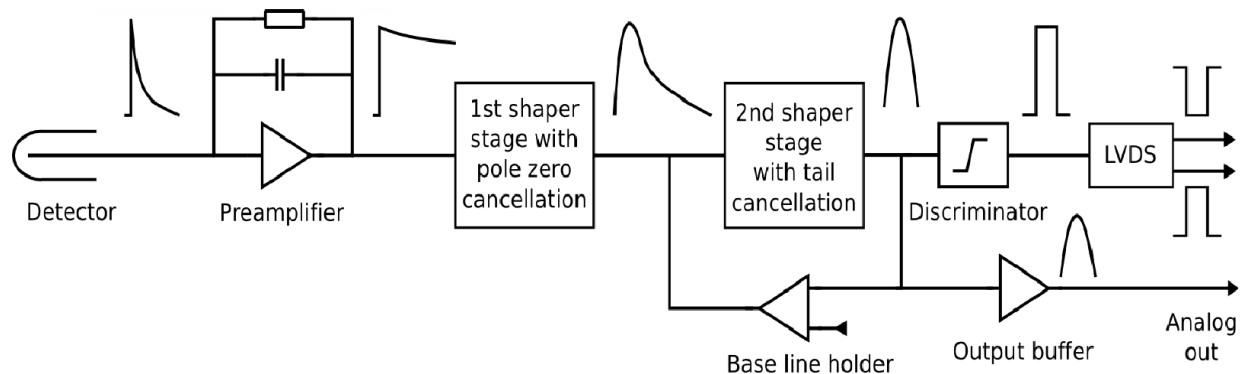 1st shaper
stage with
pole zero
cancellation
2nd shaper
stage
with tail
cancellation
LVDS
Detector
Preamplifier
Discriminator
Base line holder
Output buffer
Analog
out